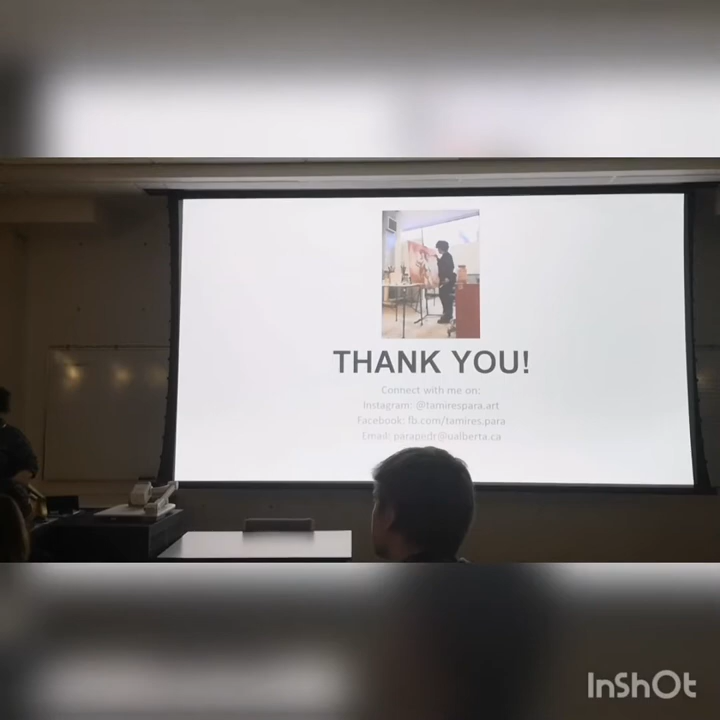 THANK YOU!
Connect with me on:
Instagram: @tamirespara.art
Facebook: fb.com/tamires.para
Email: parapedr@ualberta.ca
InShOt